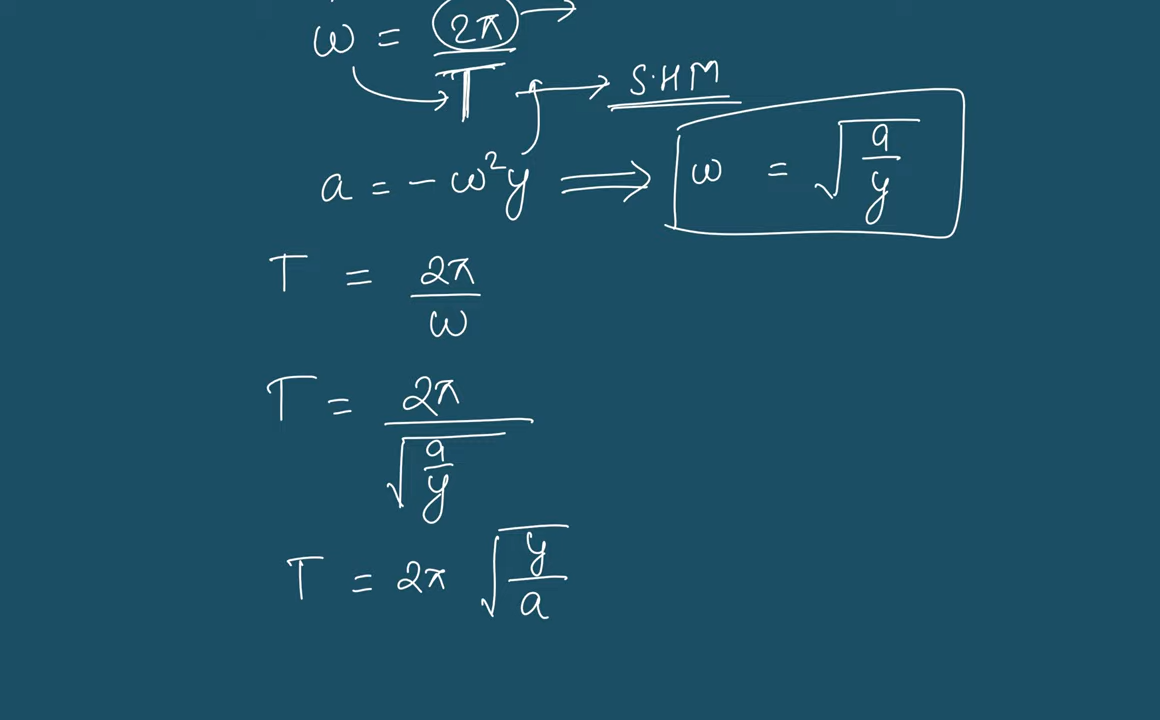 ω = 2π/T → S.H.M
a = -ω²y ⟹ ω = √(a/y)
T = 2π/ω
T = 2π/√(a/y)
T = 2π √(y/a)